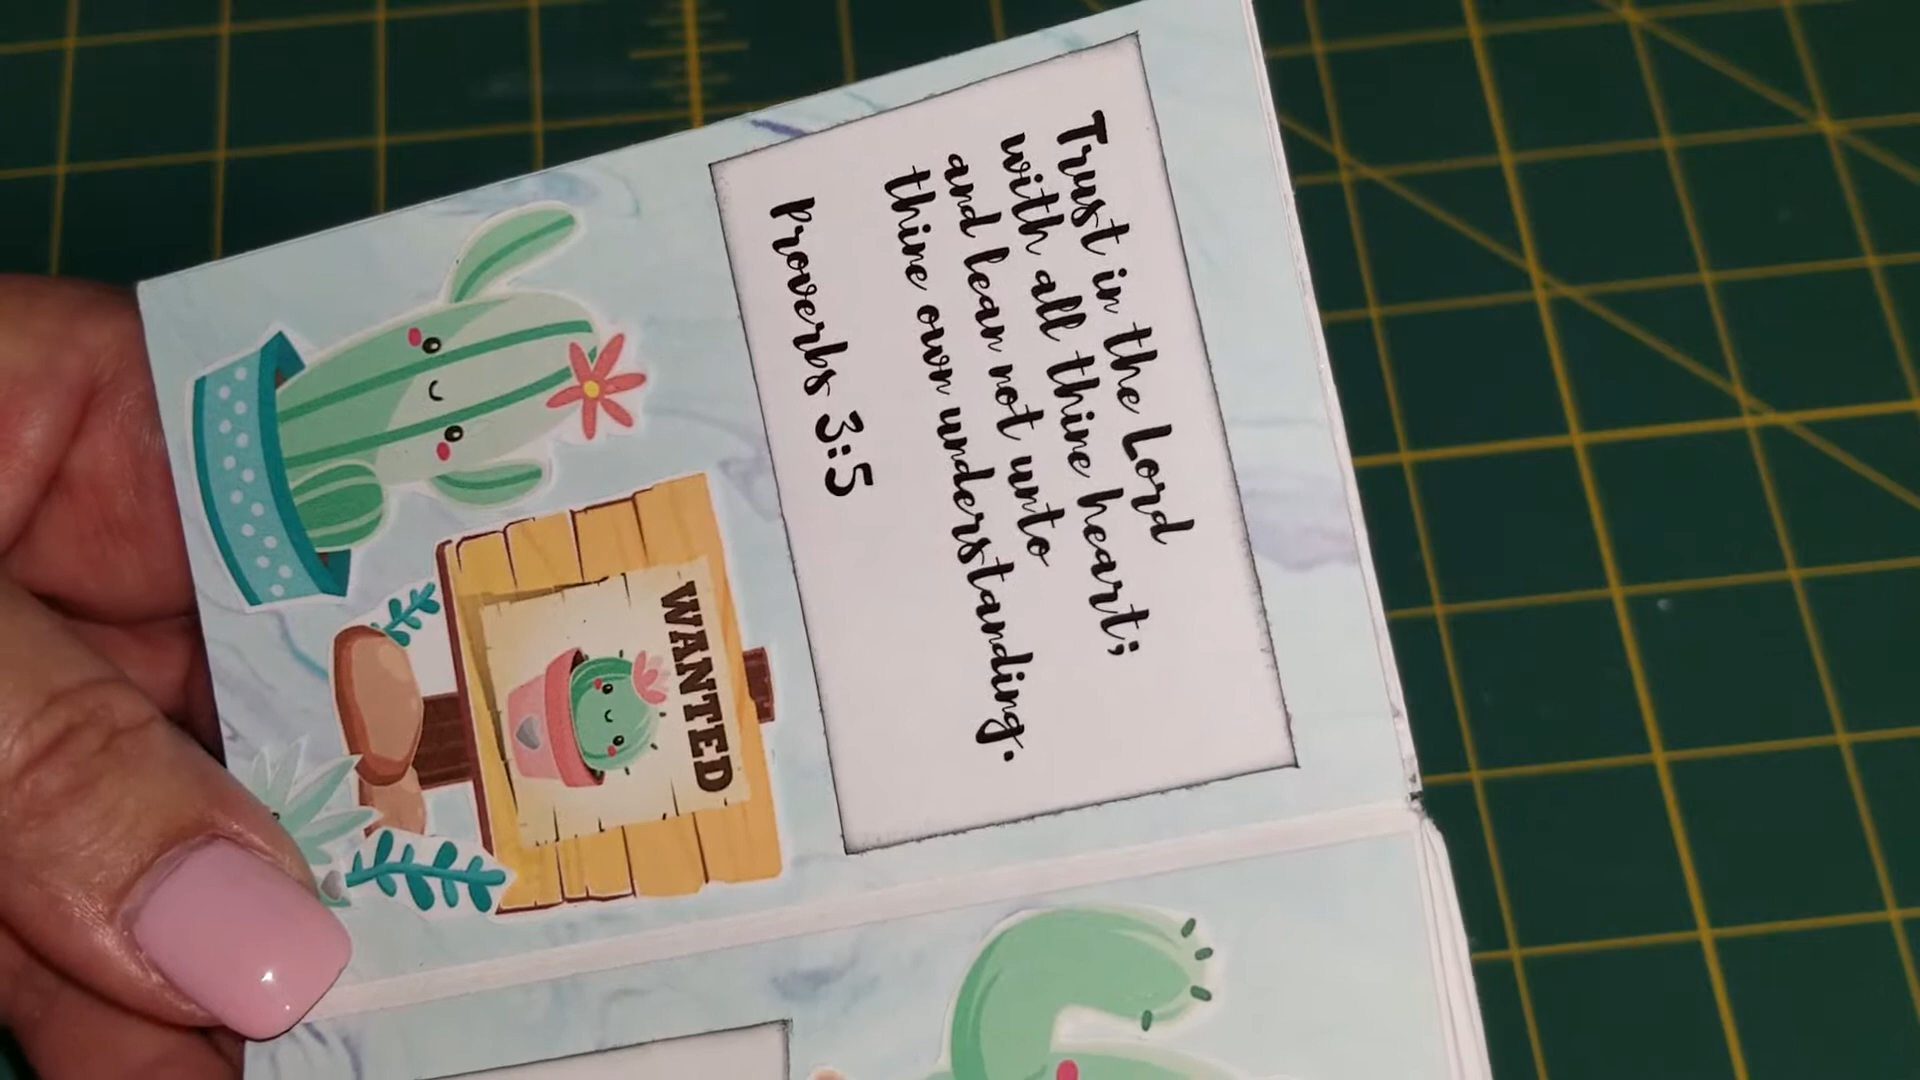 Trust in the Lord
with all thine heart;
and lean not unto
thine own understanding.
Proverbs 3:5
WANTED